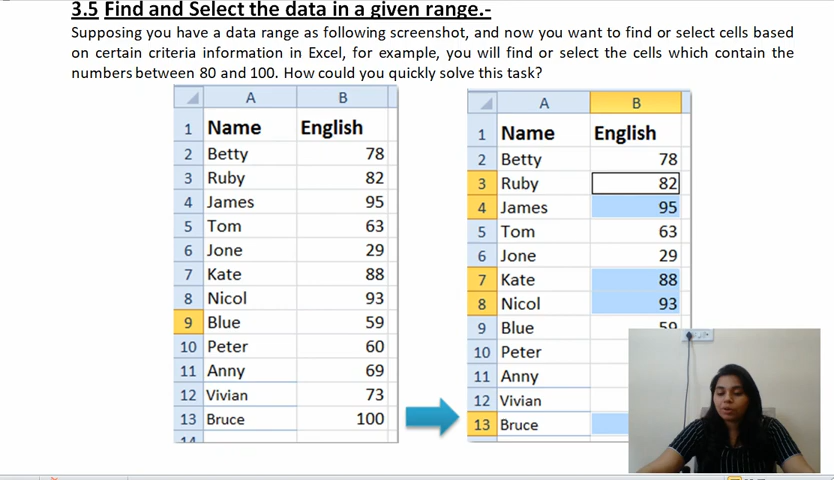 3.5 Find and Select the data in a given range.-
Supposing you have a data range as following screenshot, and now you want to find or select cells based
on certain criteria information in Excel, for example, you will find or select the cells which contain the
numbers between 80 and 100. How could you quickly solve this task?
A B
1 Name English
2 Betty 78
3 Ruby 82
4 James 95
5 Tom 63
6 Jone 29
7 Kate 88
8 Nicol 93
9 Blue 59
10 Peter 60
11 Anny 69
12 Vivian 73
13 Bruce 100
14
A B
1 Name English
2 Betty 78
3 Ruby 82
4 James 95
5 Tom 63
6 Jone 29
7 Kate 88
8 Nicol 93
9 Blue 59
10 Peter
11 Anny
12 Vivian
13 Bruce